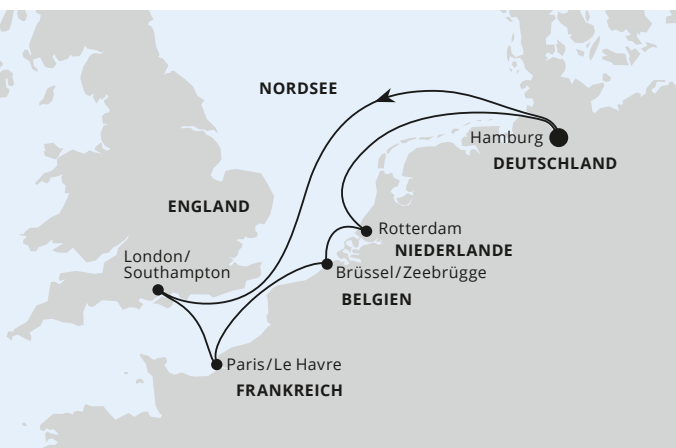 NORDSEE
Hamburg
DEUTSCHLAND
ENGLAND
Rotterdam
NIEDERLANDE
London/
Southampton
Brüssel/Zeebrügge
BELGIEN
Paris/Le Havre
FRANKREICH